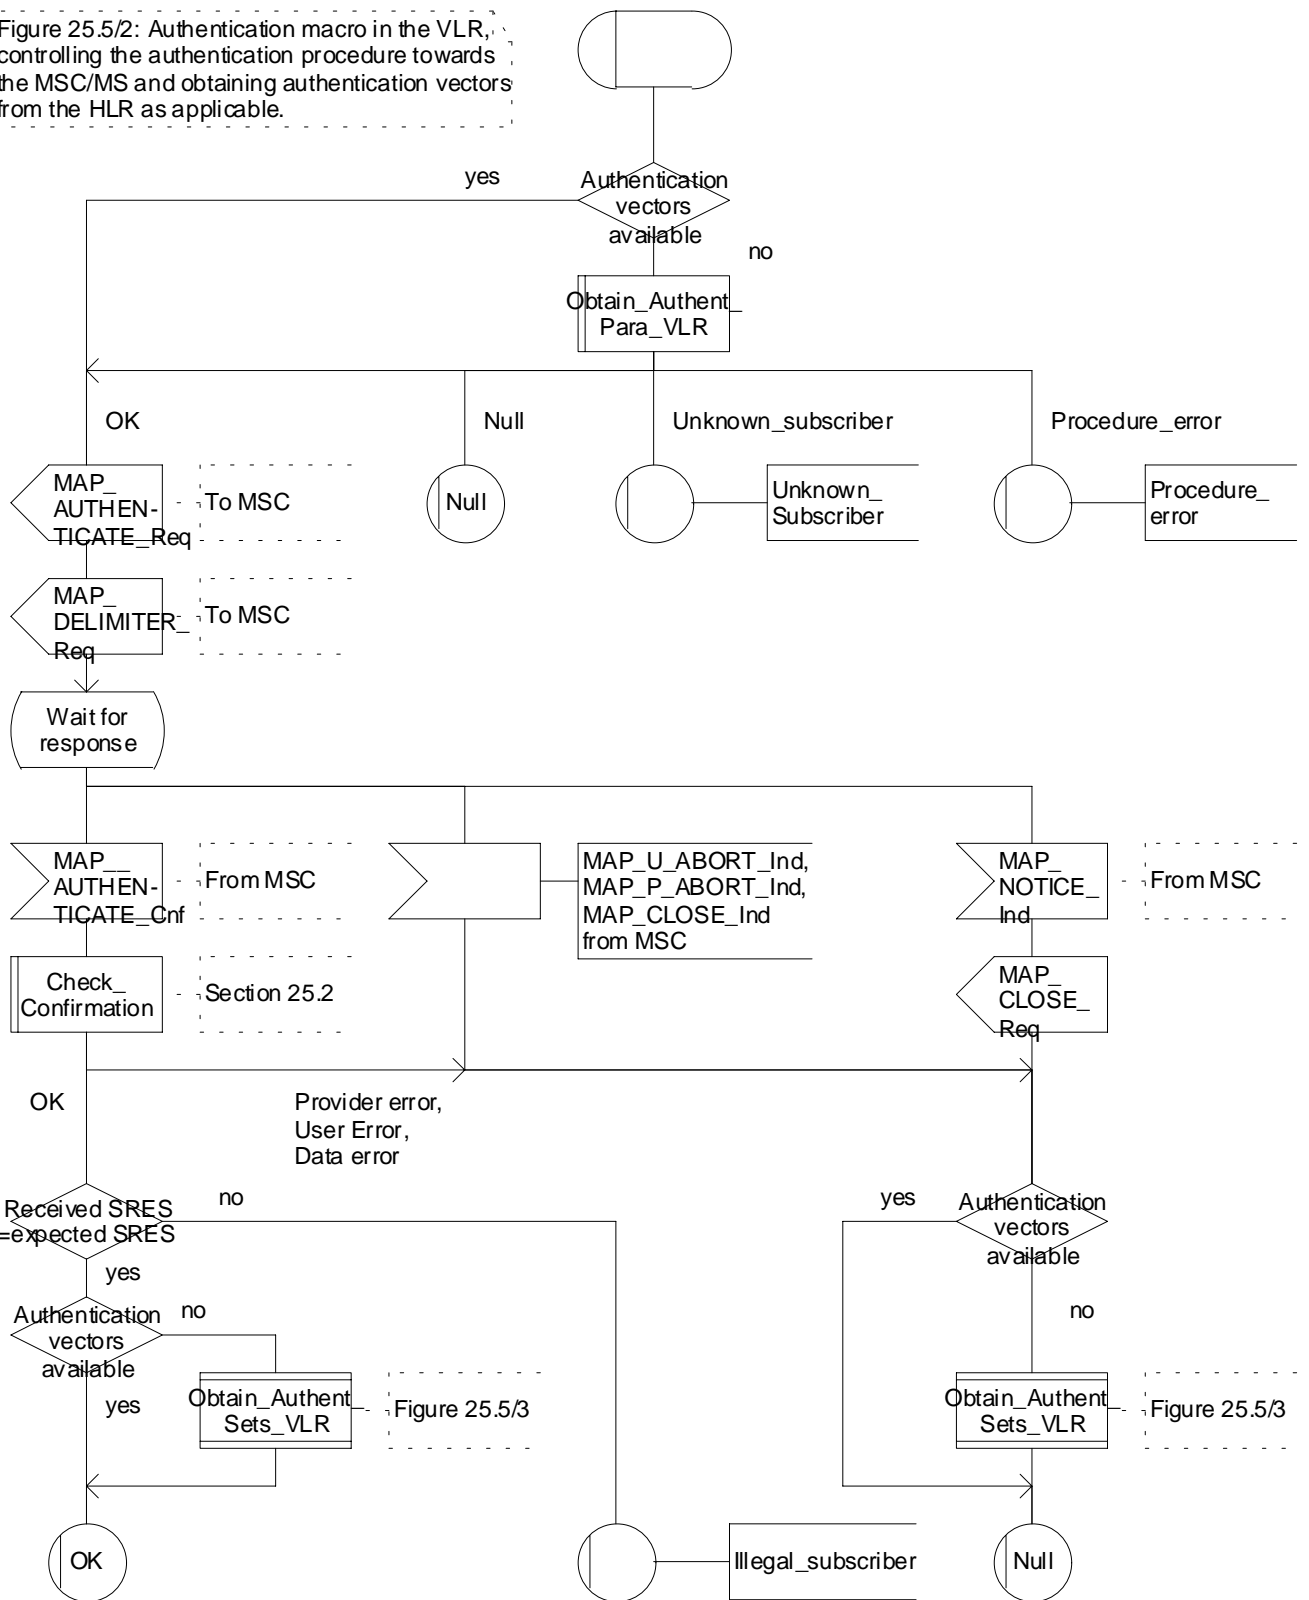 Figure 25.5/2: Authentication macro in the VLR,
controlling the authentication procedure towards
the MSC/MS and obtaining authentication vectors
from the HLR as applicable.
yes
Authentication
vectors
available
no
Obtain_Authent_
Para_VLR
OK
Null
Unknown_subscriber
Procedure_error
MAP_
AUTHEN-
TICATE_Req
To MSC
Null
Unknown_
Subscriber
Procedure_
error
MAP_
DELIMITER_
Req
To MSC
Wait for
response
MAP__
AUTHEN-
TICATE_Cnf
From MSC
MAP_U_ABORT_Ind,
MAP_P_ABORT_Ind,
MAP_CLOSE_Ind
from MSC
MAP_
NOTICE_
Ind
From MSC
Check_
Confirmation
Section 25.2
MAP_
CLOSE_
Req
OK
Provider error,
User Error,
Data error
Received SRES
=expected SRES
no
yes
Authentication
vectors
available
yes
Authentication
vectors
available
no
no
yes
Obtain_Authent_
Sets_VLR
Figure 25.5/3
Obtain_Authent_
Sets_VLR
Figure 25.5/3
OK
Illegal_subscriber
Null